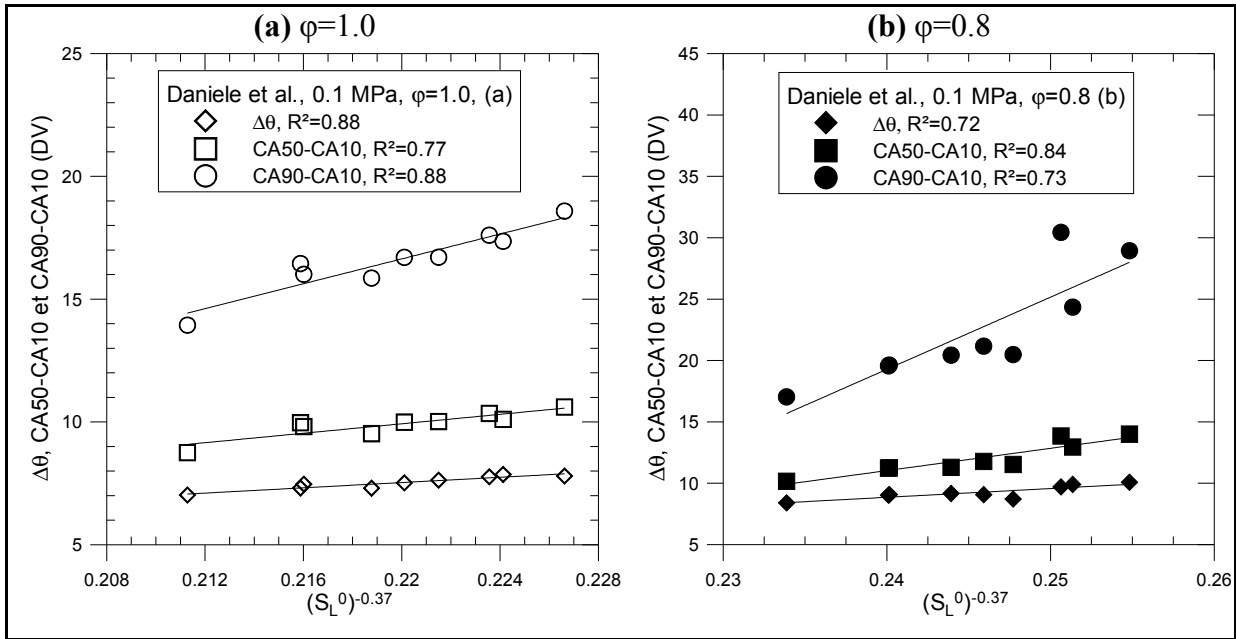 (a) φ=1.0
(b) φ=0.8
Δθ, CA50-CA10 et CA90-CA10 (DV)
25
20
15
10
5
Daniele et al., 0.1 MPa, φ=1.0, (a)
Δθ, R²=0.88
CA50-CA10, R²=0.77
CA90-CA10, R²=0.88
0.208 0.212 0.216 0.22 0.224 0.228
(S_L⁰)⁻⁰·³⁷
Δθ, CA50-CA10 et CA90-CA10 (DV)
45
40
35
30
25
20
15
10
5
Daniele et al., 0.1 MPa, φ=0.8 (b)
Δθ, R²=0.72
CA50-CA10, R²=0.84
CA90-CA10, R²=0.73
0.23 0.24 0.25 0.26
(S_L⁰)⁻⁰·³⁷